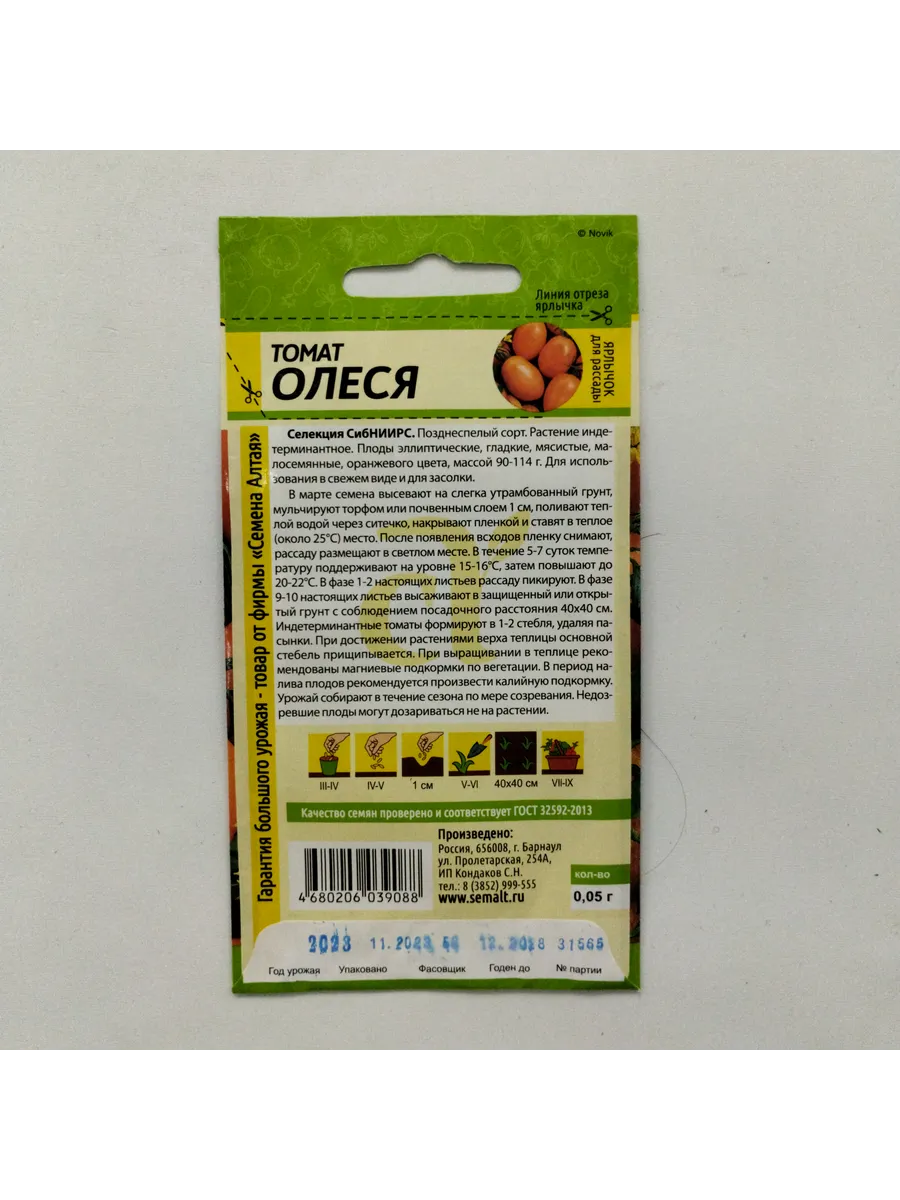 © Novik
Линия отреза
ярлычка
ТОМАТ
ОЛЕСЯ
ЯРЛЫЧОК
для рассады
Гарантия большого урожая - товар от фирмы «Семена Алтая»
Селекция СибНИИРС. Позднеспелый сорт. Растение инде-
терминантное. Плоды эллиптические, гладкие, мясистые, ма-
лосемянные, оранжевого цвета, массой 90-114 г. Для исполь-
зования в свежем виде и для засолки.
В марте семена высевают на слегка утрамбованный грунт,
мульчируют торфом или почвенным слоем 1 см, поливают теп-
лой водой через ситечко, накрывают пленкой и ставят в теплое
(около 25°С) место. После появления всходов пленку снимают,
рассаду размещают в светлом месте. В течение 5-7 суток темпе-
ратуру поддерживают на уровне 15-16°С, затем повышают до
20-22°С. В фазе 1-2 настоящих листьев рассаду пикируют. В фазе
9-10 настоящих листьев высаживают в защищенный или откры-
тый грунт с соблюдением посадочного расстояния 40х40 см.
Индетерминантные томаты формируют в 1-2 стебля, удаляя па-
сынки. При достижении растениями верха теплицы основной
стебель прищипывается. При выращивании в теплице реко-
мендованы магниевые подкормки по вегетации. В период на-
лива плодов рекомендуется произвести калийную подкормку.
Урожай собирают в течение сезона по мере созревания. Недоз-
ревшие плоды могут дозариваться не на растении.
III-IV IV-V 1 см V-VI 40х40 см VII-IX
Качество семян проверено и соответствует ГОСТ 32592-2013
Произведено:
Россия, 656008, г. Барнаул
ул. Пролетарская, 254А,
ИП Кондаков С.Н.
тел.: 8 (3852) 999-555
www.semalt.ru
кол-во
0,05 г
4 680206 039088
2023 11.2023 12.2028 31565
Год урожая Упаковано Фасовщик Годен до № партии